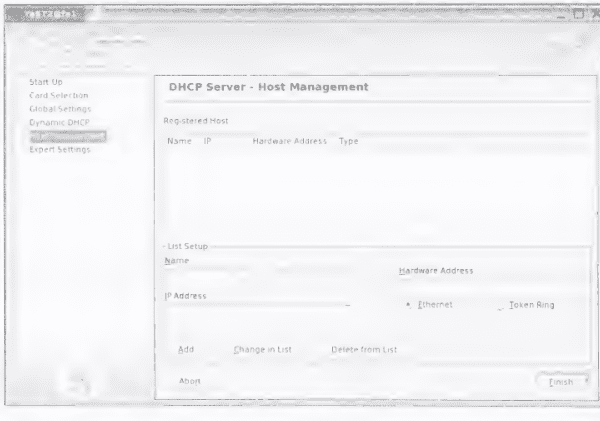 Start Up
Card Selection
Global Settings
Dynamic DHCP
Expert Settings
DHCP Server - Host Management
Registered Host
Name IP Hardware Address Type
List Setup
Name
Hardware Address
IP Address
Ethernet Token Ring
Add Change in List Delete from List
Abort Finish